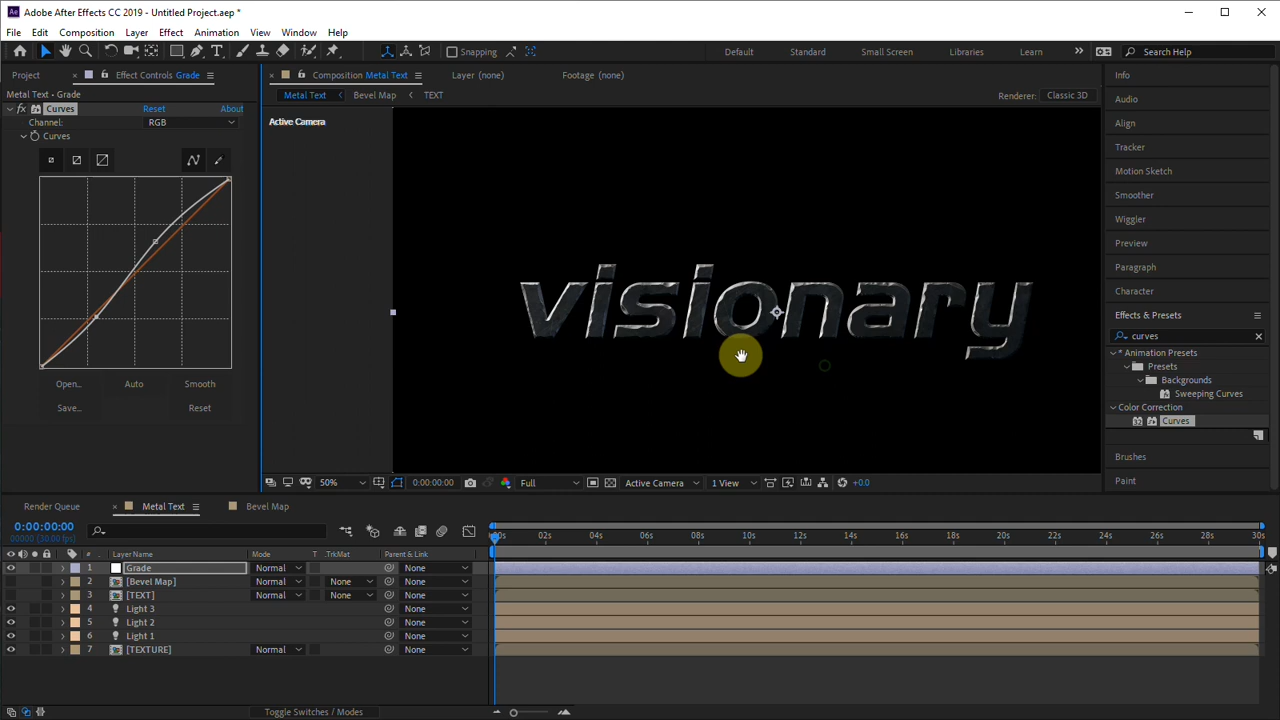 Adobe After Effects CC 2019 - Untitled Project.aep *
File Edit Composition Layer Effect Animation View Window Help
Snapping Default Standard Small Screen Libraries Learn Search Help
Project Effect Controls Grade Composition Metal Text Layer (none) Footage (none) Info
Metal Text - Grade Metal Text Bevel Map TEXT Renderer: Classic 3D Audio
fx Curves Reset About
Channel: RGB Active Camera Align
Curves
Tracker
Motion Sketch
Smoother
Wiggler
Preview
Paragraph
Character
visionary
Effects & Presets
curves
* Animation Presets
Presets
Backgrounds
Sweeping Curves
Color Correction
32 Curves
Open... Auto Smooth
Save... Reset
Brushes
Paint
50% 0:00:00:00 Full Active Camera 1 View +0.0
Render Queue Metal Text Bevel Map
0:00:00:00
00000 (30.00 fps)
:00s 02s 04s 06s 08s 10s 12s 14s 16s 18s 20s 22s 24s 26s 28s 30s
# Layer Name Mode T .TrkMat Parent & Link
1 Grade Normal None
2 [Bevel Map] Normal None None
3 [TEXT] Normal None None
4 Light 3 None
5 Light 2 None
6 Light 1 None
7 [TEXTURE] Normal None None
Toggle Switches / Modes